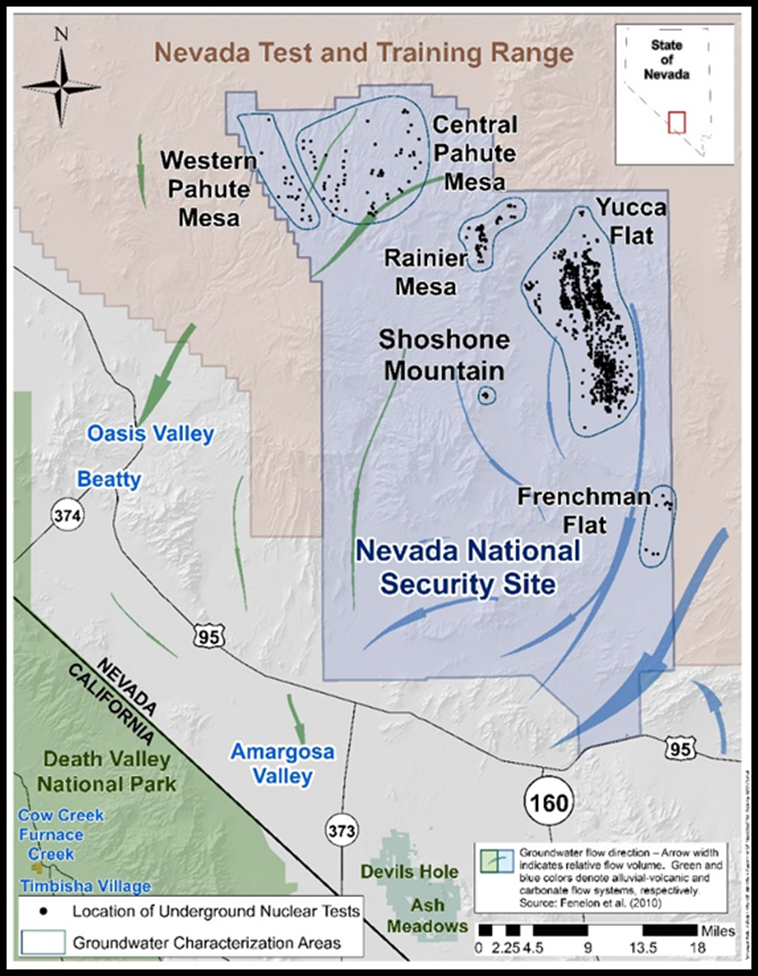 N
Nevada Test and Training Range
State
of
Nevada
Western
Pahute
Mesa
Central
Pahute
Mesa
Rainier
Mesa
Yucca
Flat
Shoshone
Mountain
Oasis Valley
Beatty
374
Frenchman
Flat
Nevada National
Security Site
95
NEVADA
CALIFORNIA
Death Valley
National Park
Amargosa
Valley
95
160
373
Cow Creek
Furnace
Creek
Timbisha Village
Devils Hole
Ash
Meadows
Groundwater flow direction – Arrow width
indicates relative flow volume. Green and
blue colors denote alluvial-volcanic and
carbonate flow systems, respectively.
Source: Fenelon et al. (2010)
Location of Underground Nuclear Tests
Groundwater Characterization Areas
Miles
0 2.25 4.5 9 13.5 18